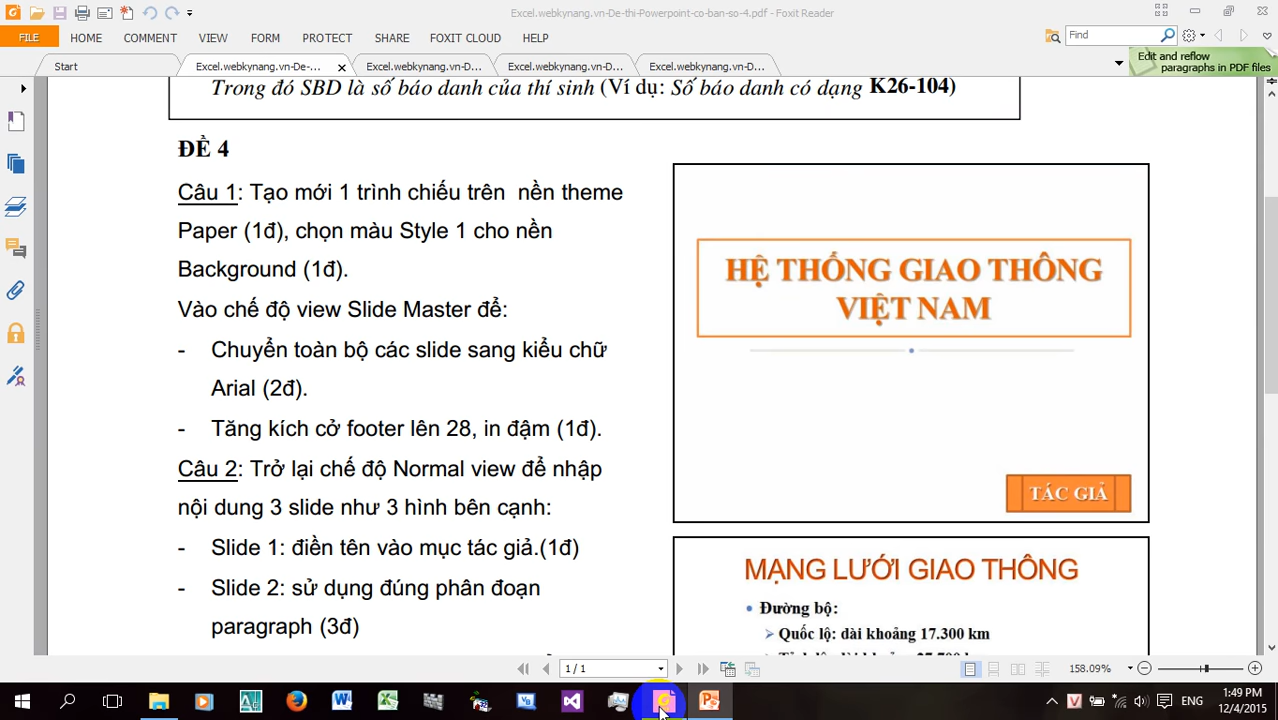 Excel.webkynang.vn-De-thi-Powerpoint-co-ban-so-4.pdf - Foxit Reader
FILE HOME COMMENT VIEW FORM PROTECT SHARE FOXIT CLOUD HELP Find
Start Excel.webkynang.vn-De-... Excel.webkynang.vn-D... Excel.webkynang.vn-D... Excel.webkynang.vn-D...
Edit and reflow
paragraphs in PDF files
Trong đó SBD là số báo danh của thí sinh (Ví dụ: Số báo danh có dạng K26-104)
ĐỀ 4
Câu 1: Tạo mới 1 trình chiếu trên nền theme
Paper (1đ), chọn màu Style 1 cho nền
Background (1đ).
Vào chế độ view Slide Master để:
- Chuyển toàn bộ các slide sang kiểu chữ
Arial (2đ).
- Tăng kích cở footer lên 28, in đậm (1đ).
Câu 2: Trở lại chế độ Normal view để nhập
nội dung 3 slide như 3 hình bên cạnh:
- Slide 1: điền tên vào mục tác giả.(1đ)
- Slide 2: sử dụng đúng phân đoạn
paragraph (3đ)
HỆ THỐNG GIAO THÔNG
VIỆT NAM
TÁC GIẢ
MẠNG LƯỚI GIAO THÔNG
• Đường bộ:
➢ Quốc lộ: dài khoảng 17.300 km
1 / 1
158.09%
ENG
1:49 PM
12/4/2015